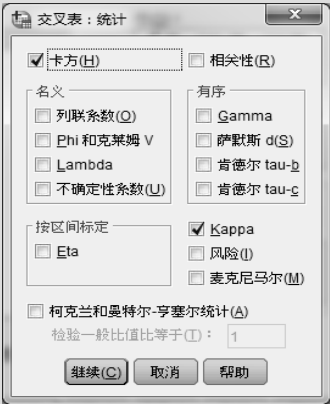 交叉表：统计
卡方(H)
相关性(R)
名义
列联系数(O)
Phi 和克莱姆 V
Lambda
不确定性系数(U)
有序
Gamma
萨默斯 d(S)
肯德尔 tau-b
肯德尔 tau-c
按区间标定
Eta
Kappa
风险(I)
麦克尼马尔(M)
柯克兰和曼特尔-亨塞尔统计(A)
检验一般比值比等于(T)： 1
继续(C) 取消 帮助